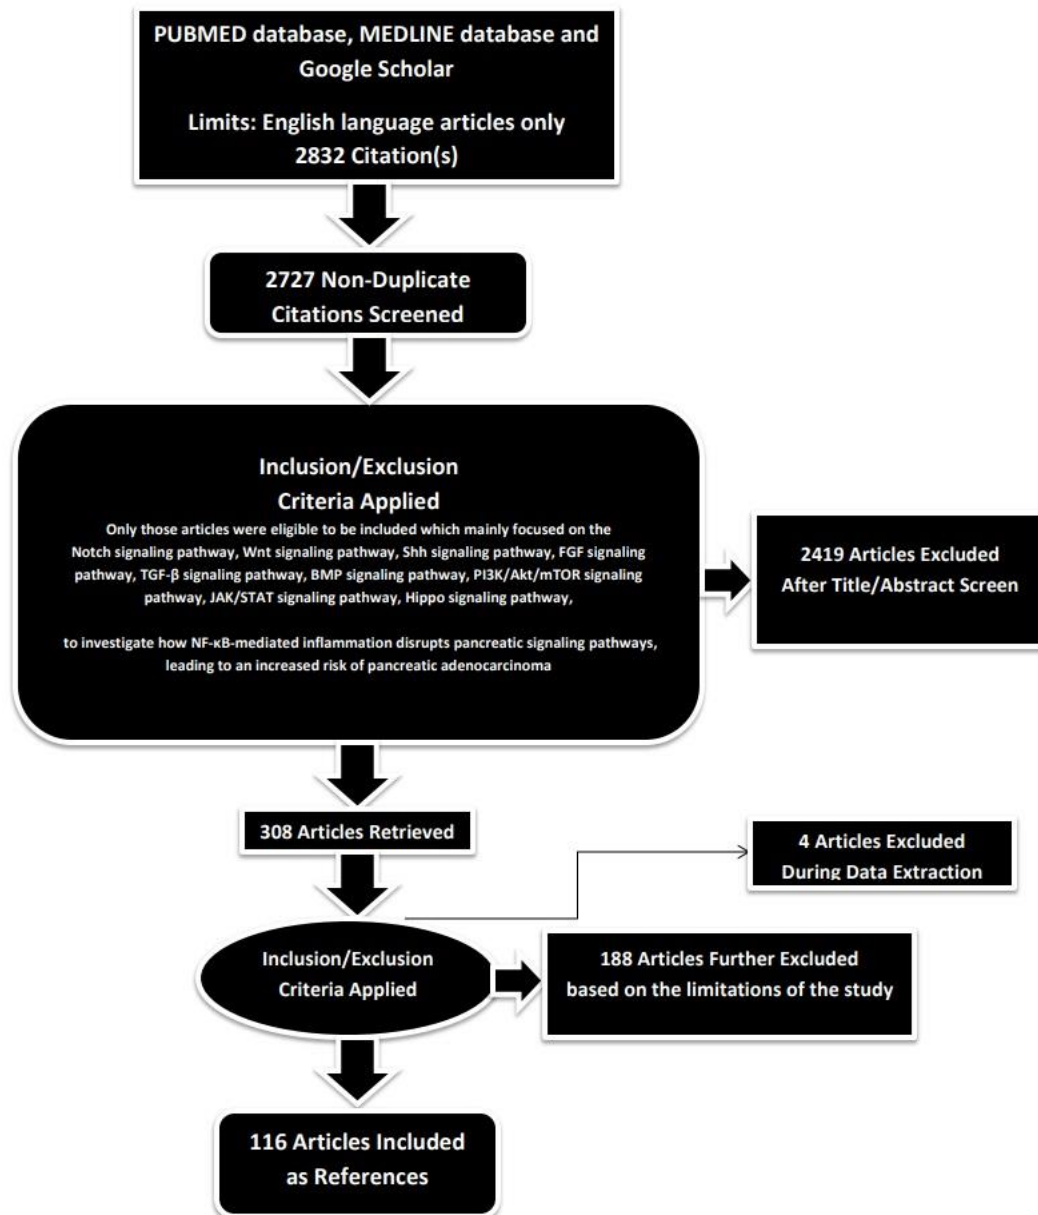 PUBMED database, MEDLINE database and
Google Scholar
Limits: English language articles only
2832 Citation(s)
2727 Non-Duplicate
Citations Screened
Inclusion/Exclusion
Criteria Applied
Only those articles were eligible to be included which mainly focused on the
Notch signaling pathway, Wnt signaling pathway, Shh signaling pathway, FGF signaling
pathway, TGF-β signaling pathway, BMP signaling pathway, PI3K/Akt/mTOR signaling
pathway, JAK/STAT signaling pathway, Hippo signaling pathway,
to investigate how NF-κB-mediated inflammation disrupts pancreatic signaling pathways,
leading to an increased risk of pancreatic adenocarcinoma
2419 Articles Excluded
After Title/Abstract Screen
308 Articles Retrieved
4 Articles Excluded
During Data Extraction
Inclusion/Exclusion
Criteria Applied
188 Articles Further Excluded
based on the limitations of the study
116 Articles Included
as References